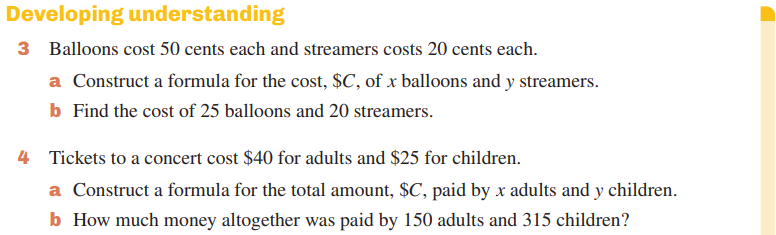 Developing understanding
3 Balloons cost 50 cents each and streamers costs 20 cents each.
a Construct a formula for the cost, $C, of x balloons and y streamers.
b Find the cost of 25 balloons and 20 streamers.
4 Tickets to a concert cost $40 for adults and $25 for children.
a Construct a formula for the total amount, $C, paid by x adults and y children.
b How much money altogether was paid by 150 adults and 315 children?